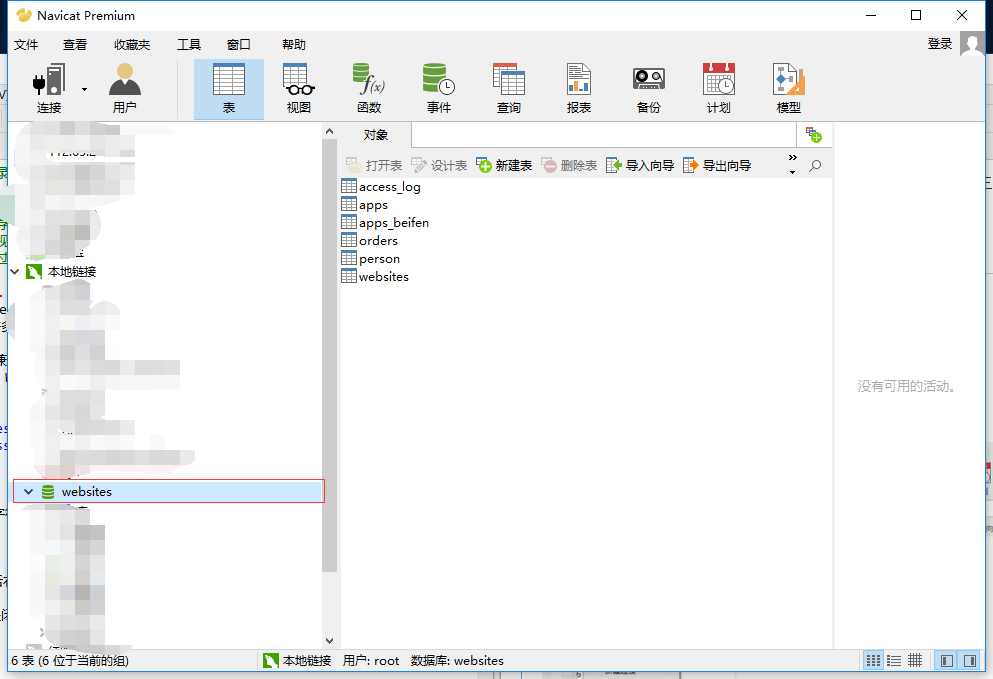 Navicat Premium
文件 查看 收藏夹 工具 窗口 帮助 登录
连接 用户 表 视图 函数 事件 查询 报表 备份 计划 模型
对象
打开表 设计表 新建表 删除表 导入向导 导出向导
access_log
apps
apps_beifen
orders
person
websites
本地链接
websites
没有可用的活动。
6 表 (6 位于当前的组) 本地链接 用户: root 数据库: websites